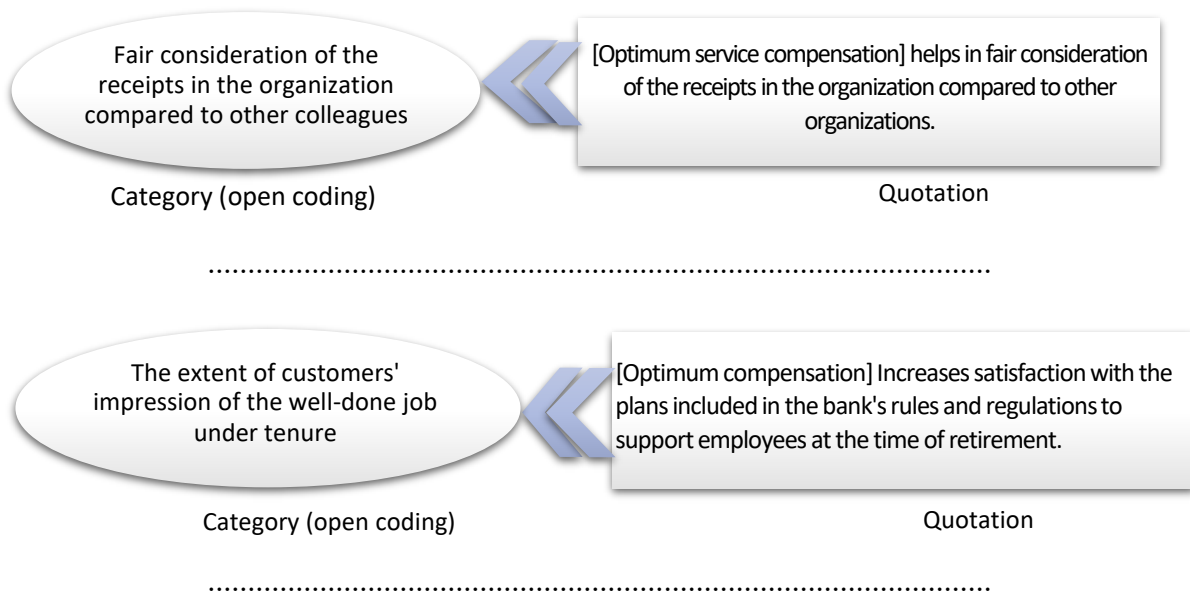 Fair consideration of the
receipts in the organization
compared to other colleagues
[Optimum service compensation] helps in fair consideration
of the receipts in the organization compared to other
organizations.
Category (open coding)
Quotation
..................................................................................................
The extent of customers'
impression of the well-done job
under tenure
[Optimum compensation] Increases satisfaction with the
plans included in the bank's rules and regulations to
support employees at the time of retirement.
Category (open coding)
Quotation
..................................................................................................